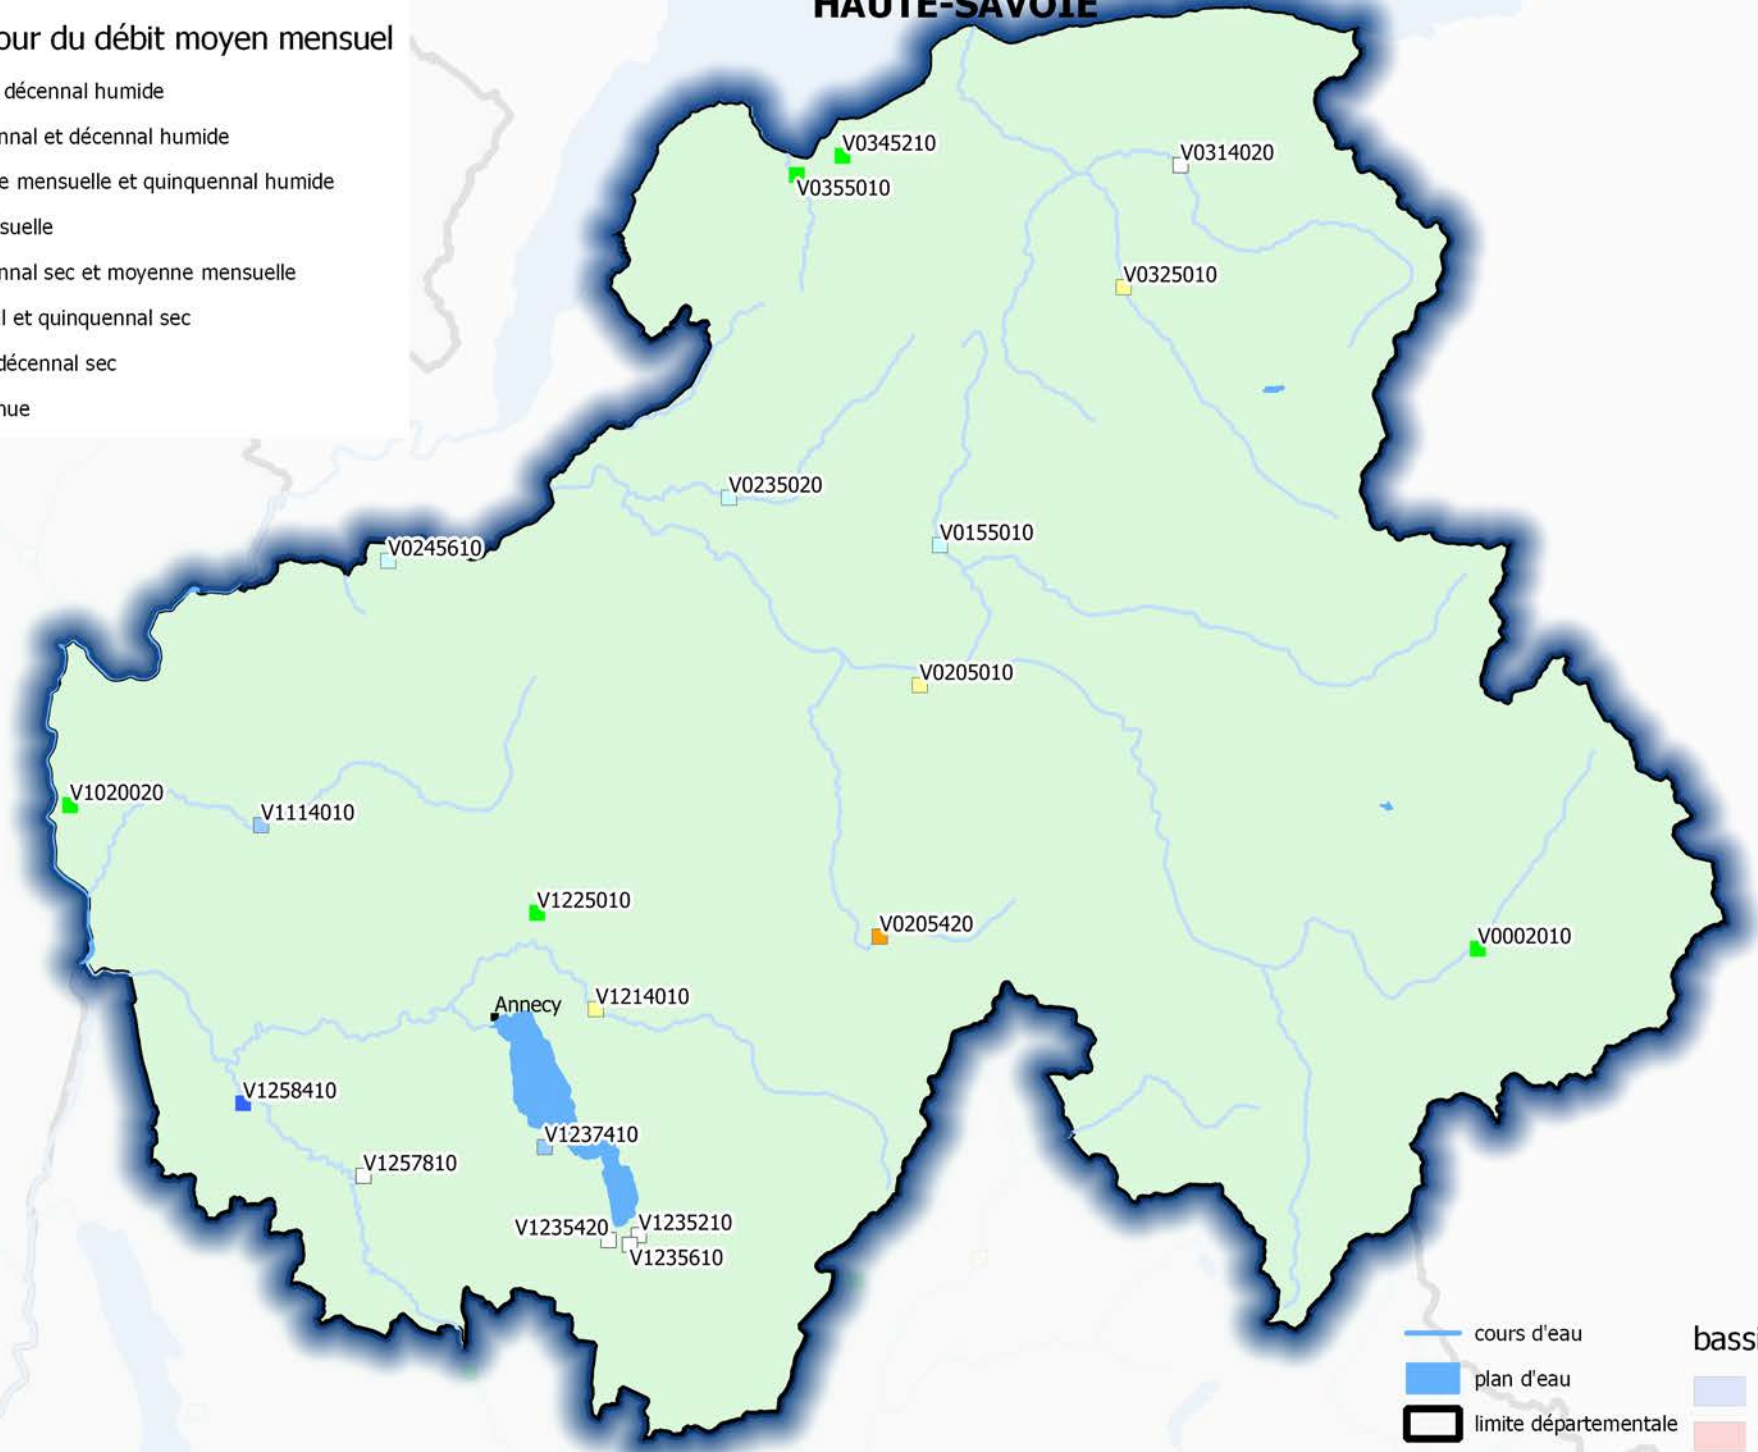 HAUTE-SAVOIE
our du débit moyen mensuel
décennal humide
nnal et décennal humide
e mensuelle et quinquennal humide
suelle
nnal sec et moyenne mensuelle
l et quinquennal sec
décennal sec
nue
V0345210
V0355010
V0314020
V0325010
V0235020
V0155010
V0245610
V0205010
V1020020
V1114010
V1225010
V0205420
V0002010
Annecy
V1214010
V1258410
V1237410
V1257810
V1235420
V1235210
V1235610
cours d'eau
plan d'eau
limite départementale
bassi